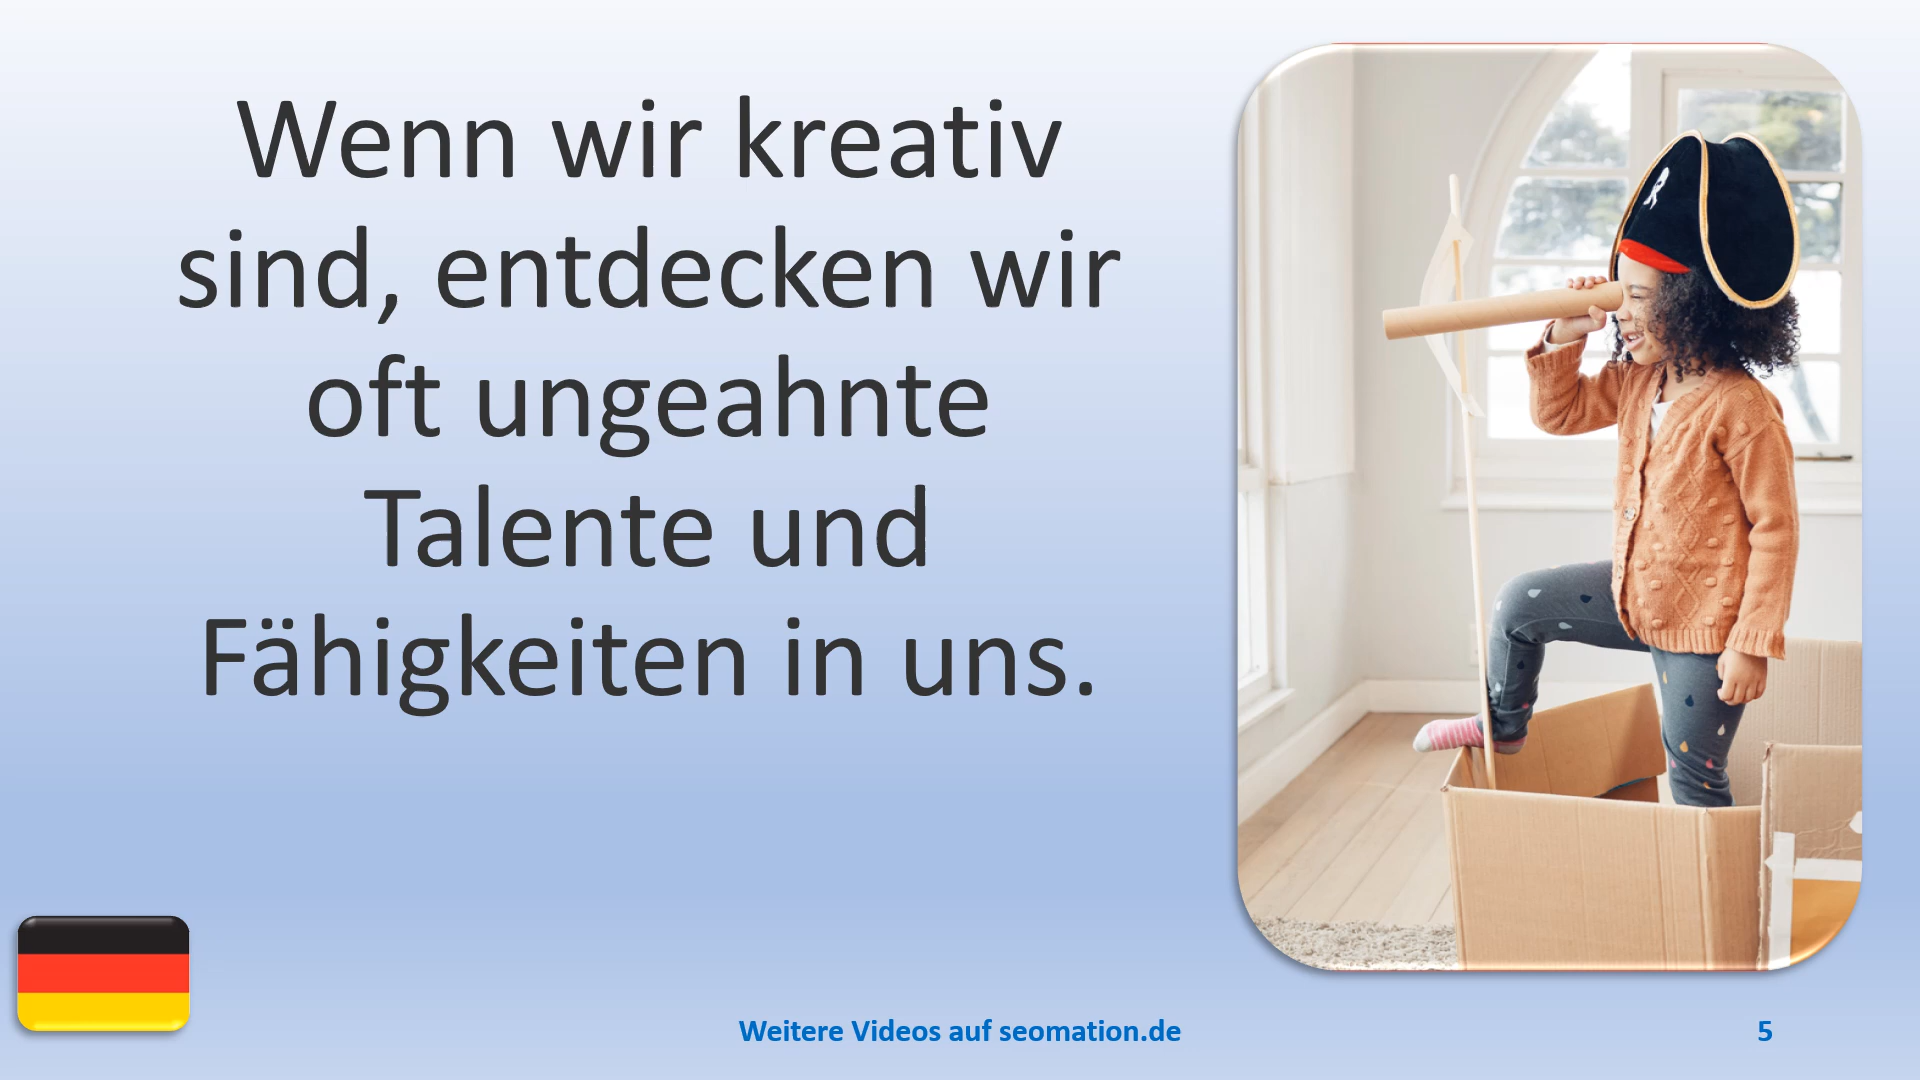 Wenn wir kreativ
sind, entdecken wir
oft ungeahnte
Talente und
Fähigkeiten in uns.
Weitere Videos auf seomation.de
5